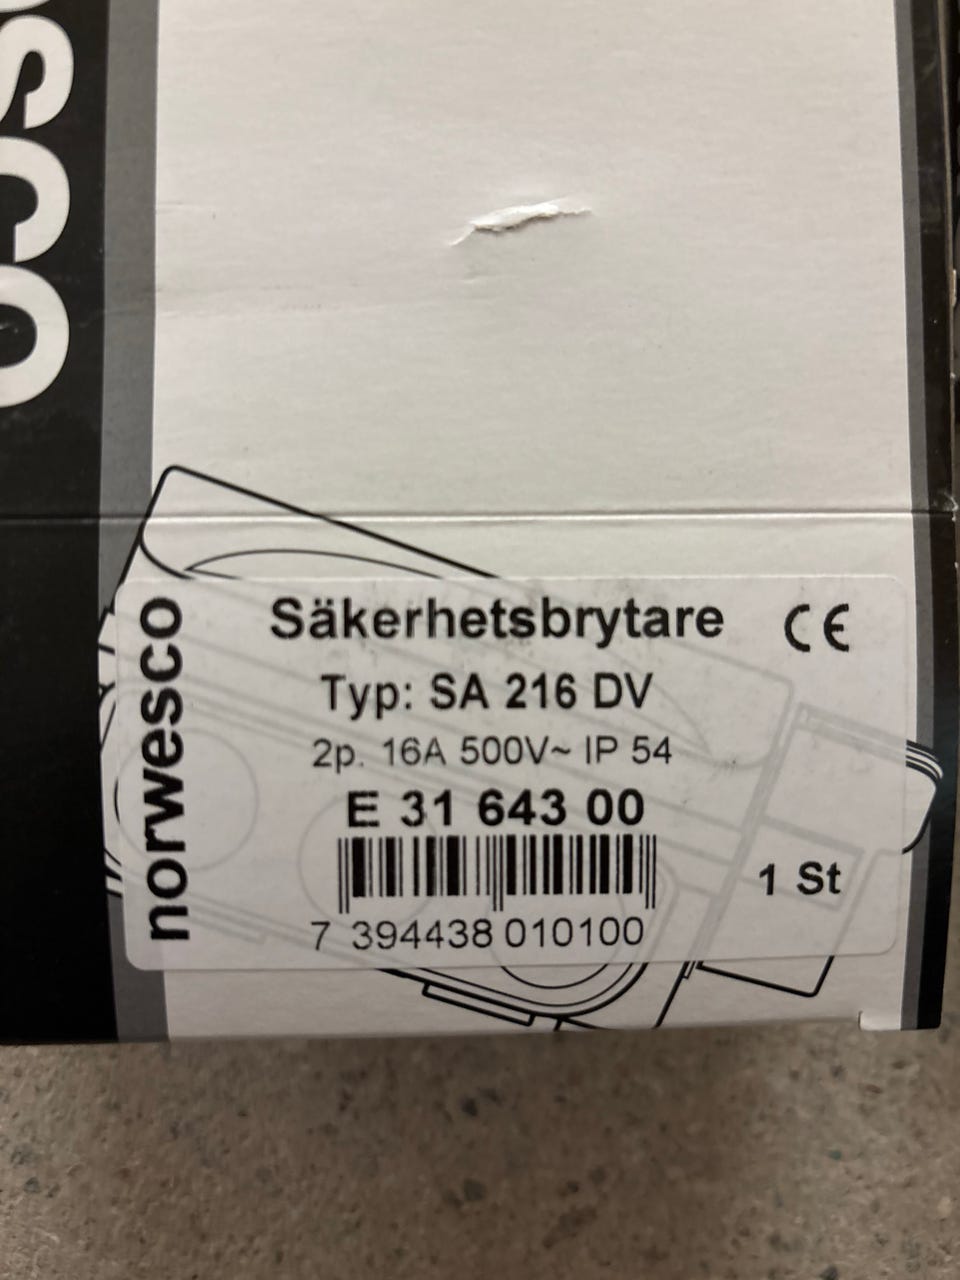 sco
norwesco
Säkerhetsbrytare CE
Typ: SA 216 DV
2p. 16A 500V~ IP 54
E 31 643 00
1 St
7 394438 010100